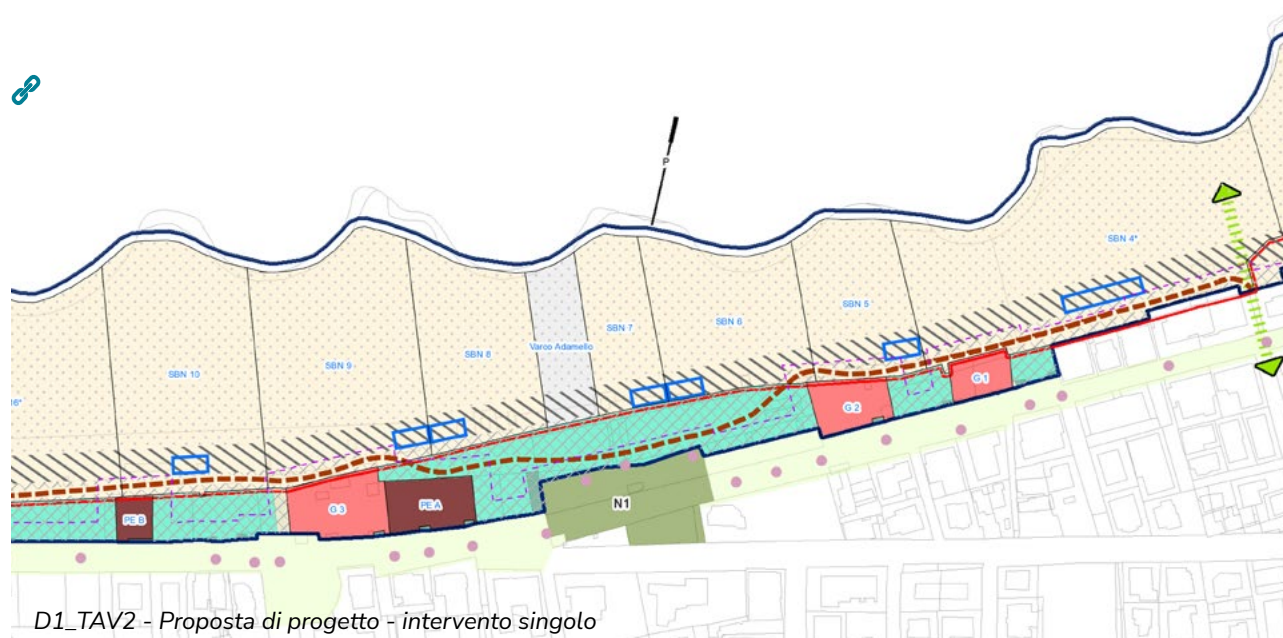 P
SBN 4*
SBN 5
SBN 6
SBN 7
Varco Adamello
SBN 8
SBN 9
SBN 10
16*
G 1
G 2
N1
PE A
G 3
PE B
D1_TAV2 - Proposta di progetto - intervento singolo